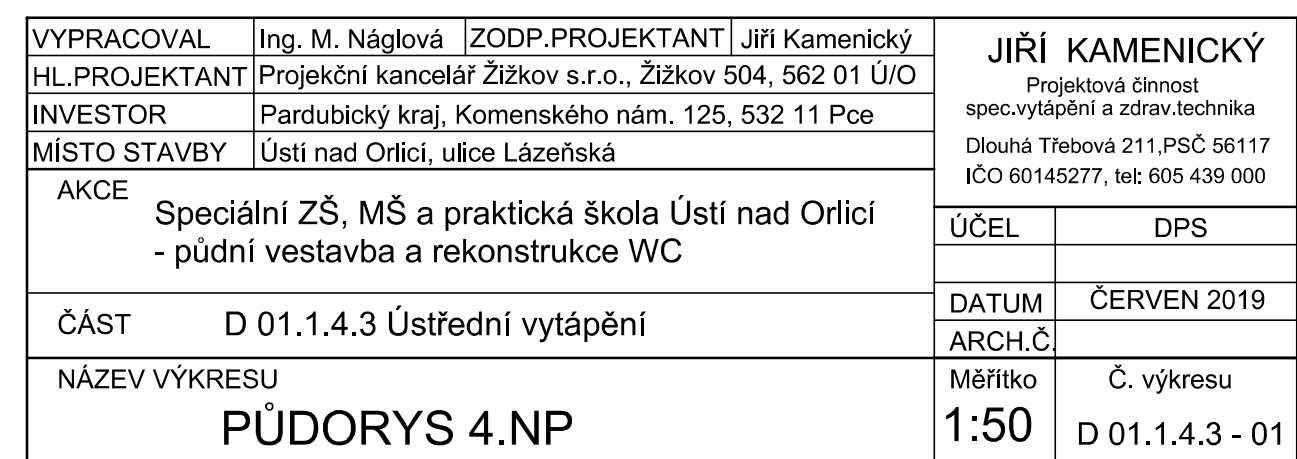 VYPRACOVAL Ing. M. Náglová ZODP.PROJEKTANT Jiří Kamenický
HL.PROJEKTANT Projekční kancelář Žižkov s.r.o., Žižkov 504, 562 01 Ú/O
INVESTOR Pardubický kraj, Komenského nám. 125, 532 11 Pce
MÍSTO STAVBY Ústí nad Orlicí, ulice Lázeňská
JIŘÍ KAMENICKÝ
Projektová činnost
spec.vytápění a zdrav.technika
Dlouhá Třebová 211,PSČ 56117
IČO 60145277, tel: 605 439 000
AKCE
Speciální ZŠ, MŠ a praktická škola Ústí nad Orlicí
- půdní vestavba a rekonstrukce WC
ÚČEL DPS
ČÁST D 01.1.4.3 Ústřední vytápění
DATUM ČERVEN 2019
ARCH.Č.
NÁZEV VÝKRESU
PŮDORYS 4.NP
Měřítko Č. výkresu
1:50 D 01.1.4.3 - 01